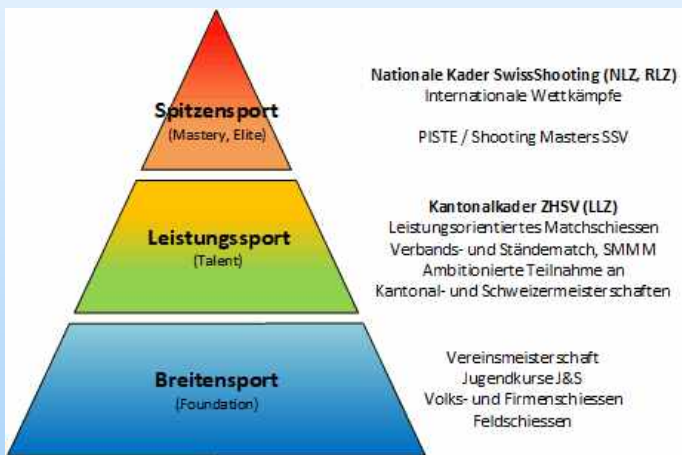 Spitzensport
(Mastery, Elite)
Nationale Kader SwissShooting (NLZ, RLZ)
Internationale Wettkämpfe
PISTE / Shooting Masters SSV
Leistungssport
(Talent)
Kantonalkader ZHSV (LLZ)
Leistungsorientiertes Matchschiessen
Verbands- und Ständematch, SMMM
Ambitionierte Teilnahme an
Kantonal- und Schweizermeisterschaften
Breitensport
(Foundation)
Vereinsmeisterschaft
Jugendkurse J&S
Volks- und Firmenschiessen
Feldschiessen